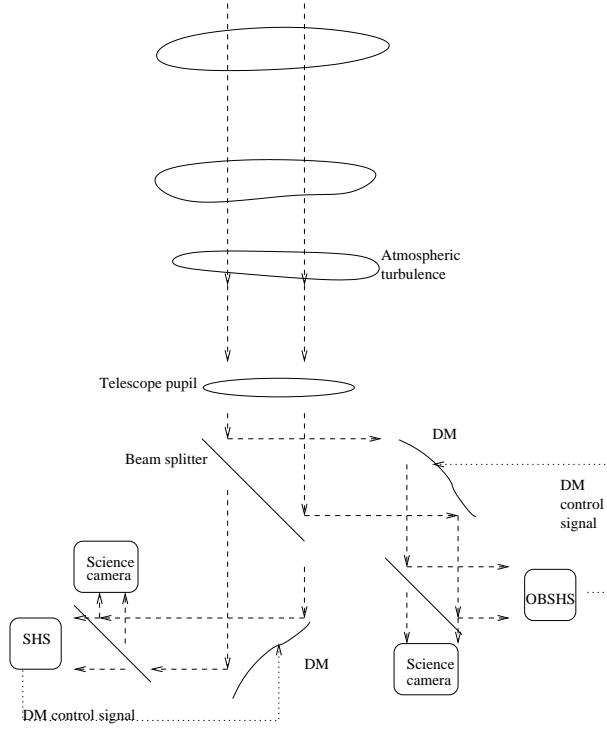 Atmospheric
turbulence
Telescope pupil
DM
Beam splitter
DM
control
signal
Science
camera
OBSHS
SHS
DM
Science
camera
DM control signal